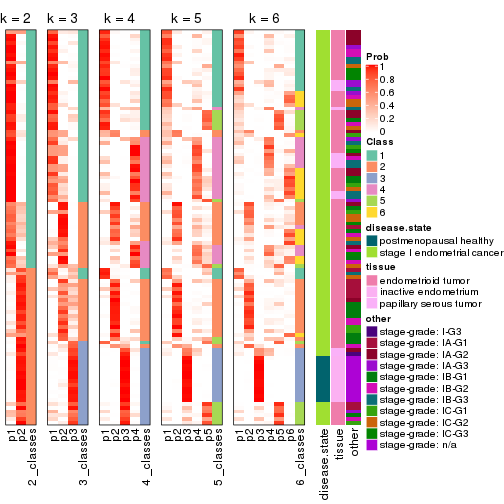 k = 2 k = 3 k = 4 k = 5 k = 6
Prob
1
0.8
0.6
0.4
0.2
0
Class
1
2
3
4
5
6
disease.state
postmenopausal healthy
stage I endometrial cancer
tissue
endometrioid tumor
inactive endometrium
papillary serous tumor
other
stage-grade: I-G3
stage-grade: IA-G1
stage-grade: IA-G2
stage-grade: IA-G3
stage-grade: IB-G1
stage-grade: IB-G2
stage-grade: IB-G3
stage-grade: IC-G1
stage-grade: IC-G2
stage-grade: IC-G3
stage-grade: n/a
p1 p2 2_classes p1 p2 p3 3_classes p1 p2 p3 p4 4_classes p1 p2 p3 p4 p5 5_classes p1 p2 p3 p4 p5 p6 6_classes disease.state tissue other